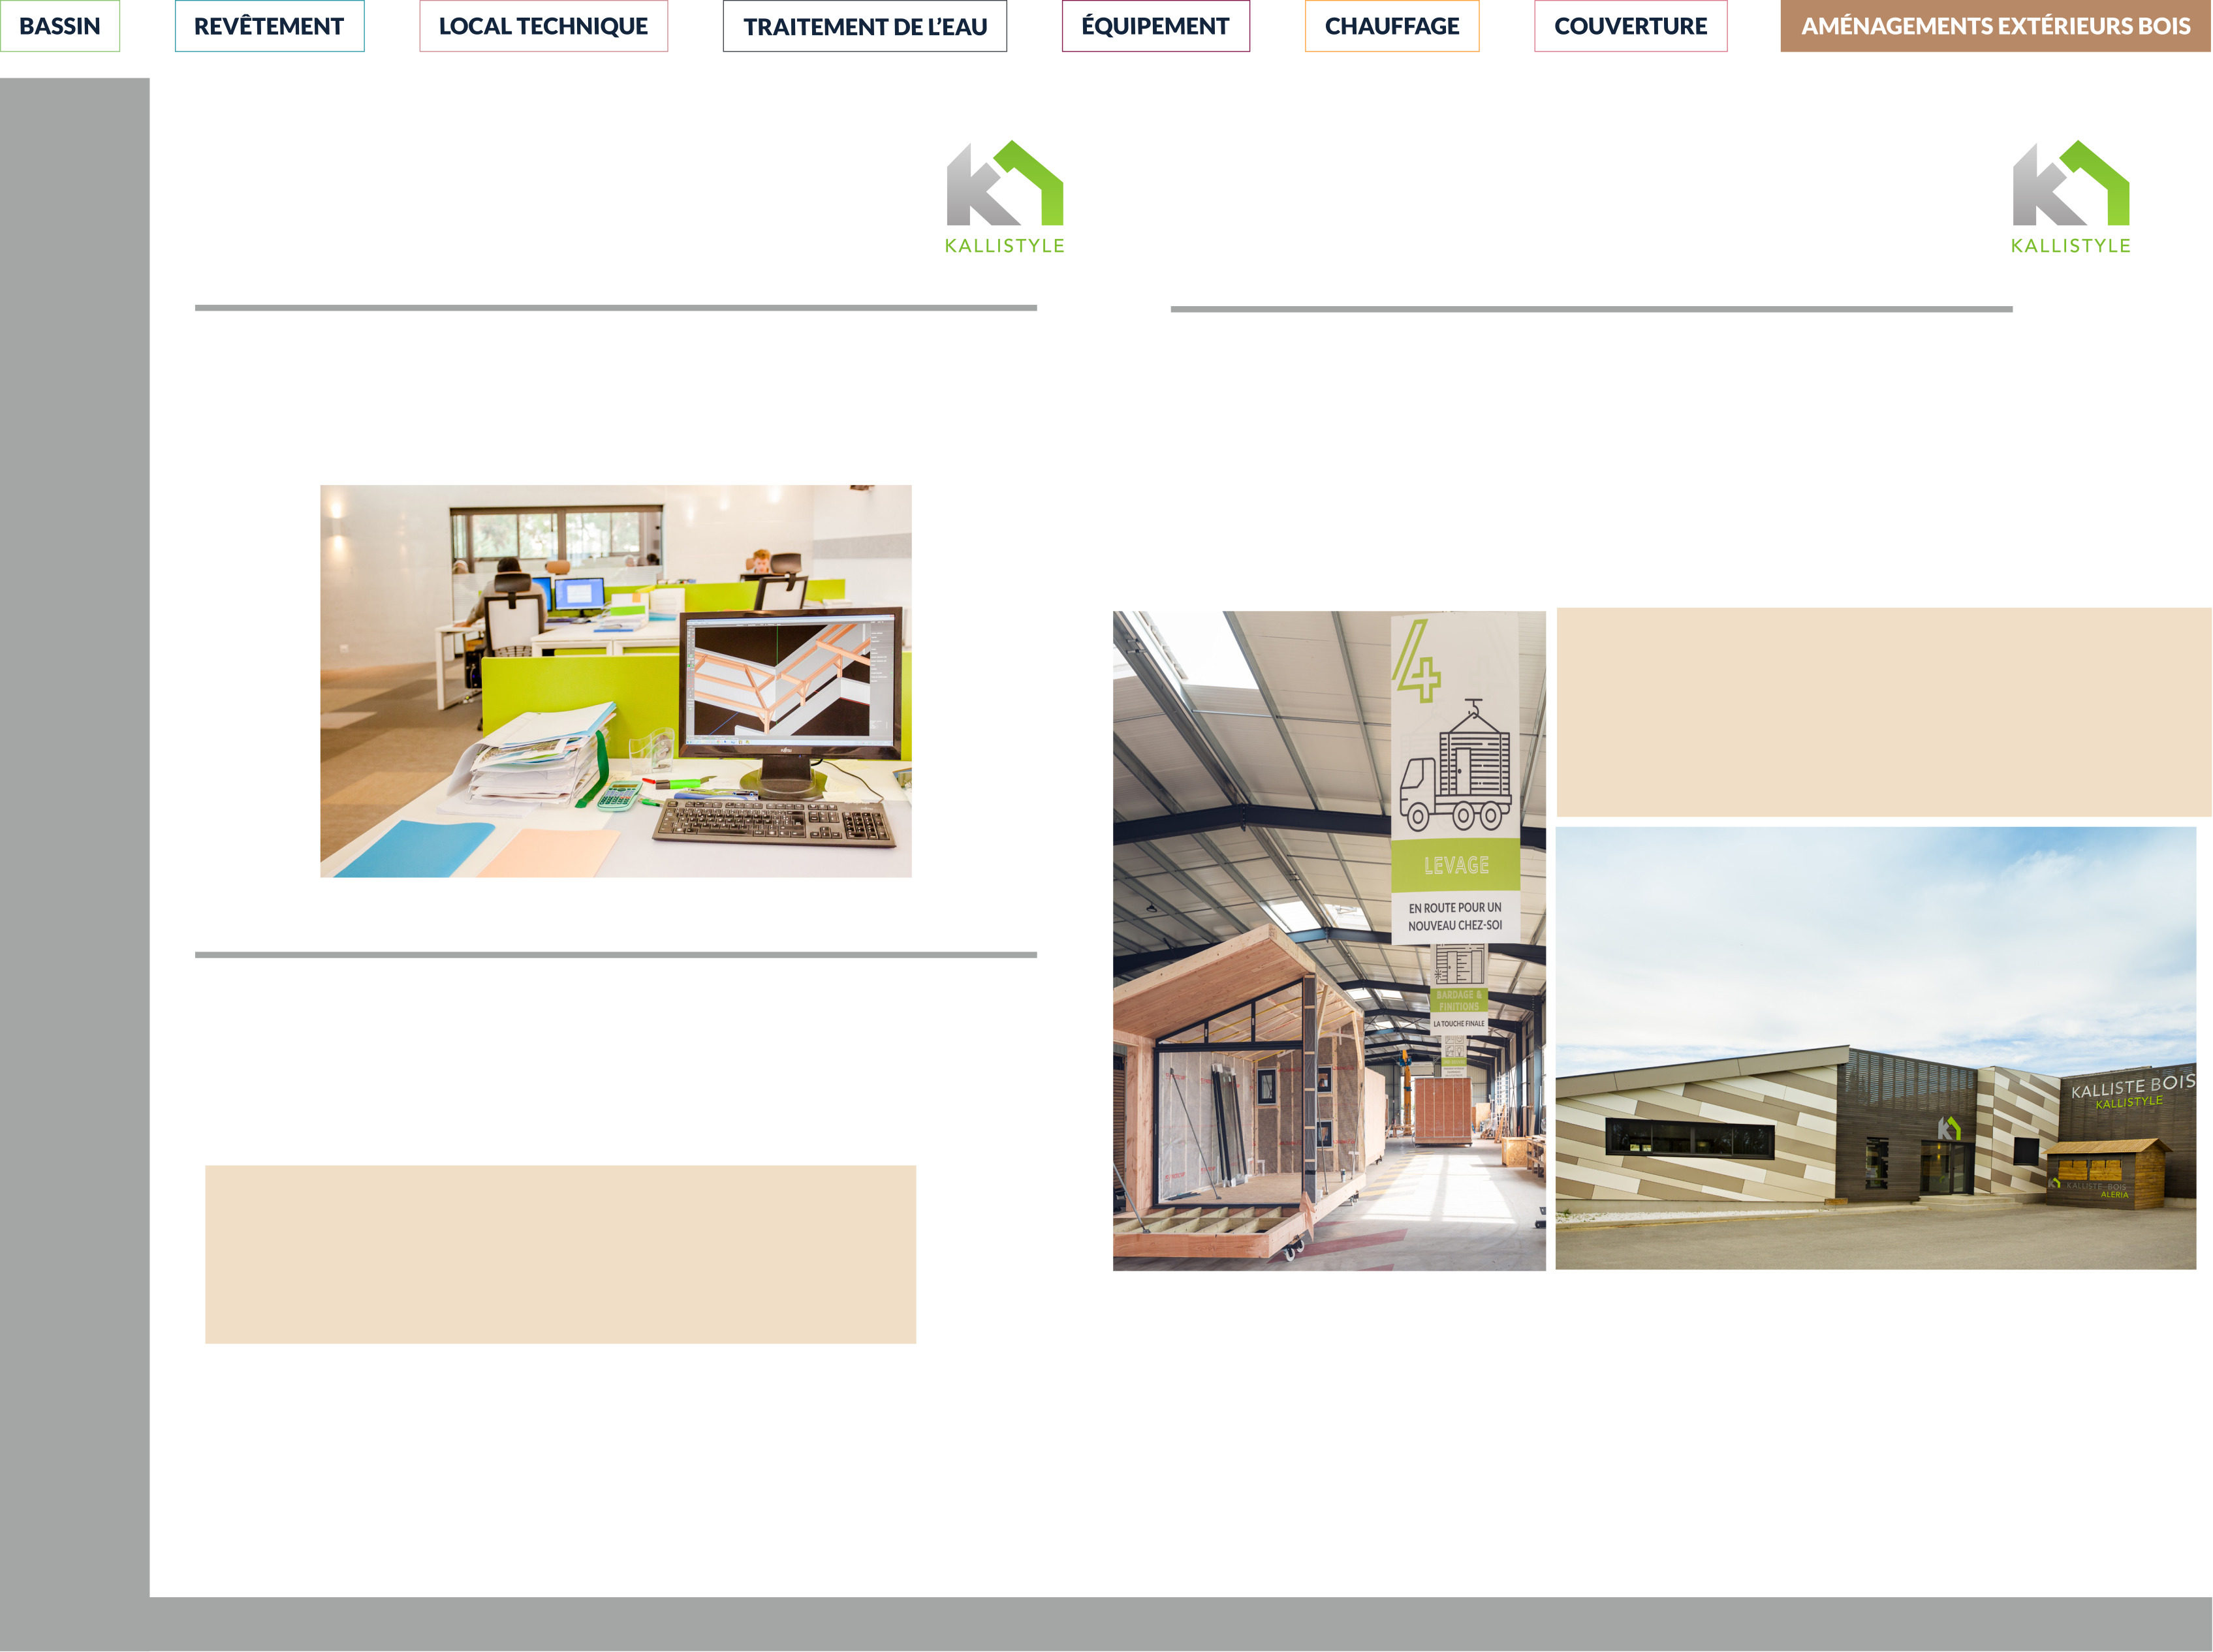 BASSIN
REVÊTEMENT
LOCAL TECHNIQUE
TRAITEMENT DE L'EAU
ÉQUIPEMENT
CHAUFFAGE
COUVERTURE
AMÉNAGEMENTS EXTÉRIEURS BOIS
KALLISTYLE
KALLISTYLE
4
LEVAGE
EN ROUTE POUR UN
NOUVEAU CHEZ-SOI
BARDAGE &
FINITIONS
LA TOUCHE FINALE
KALLISTE BOIS
KALLISTYLE
KALLISTE-BOIS
ALERIA